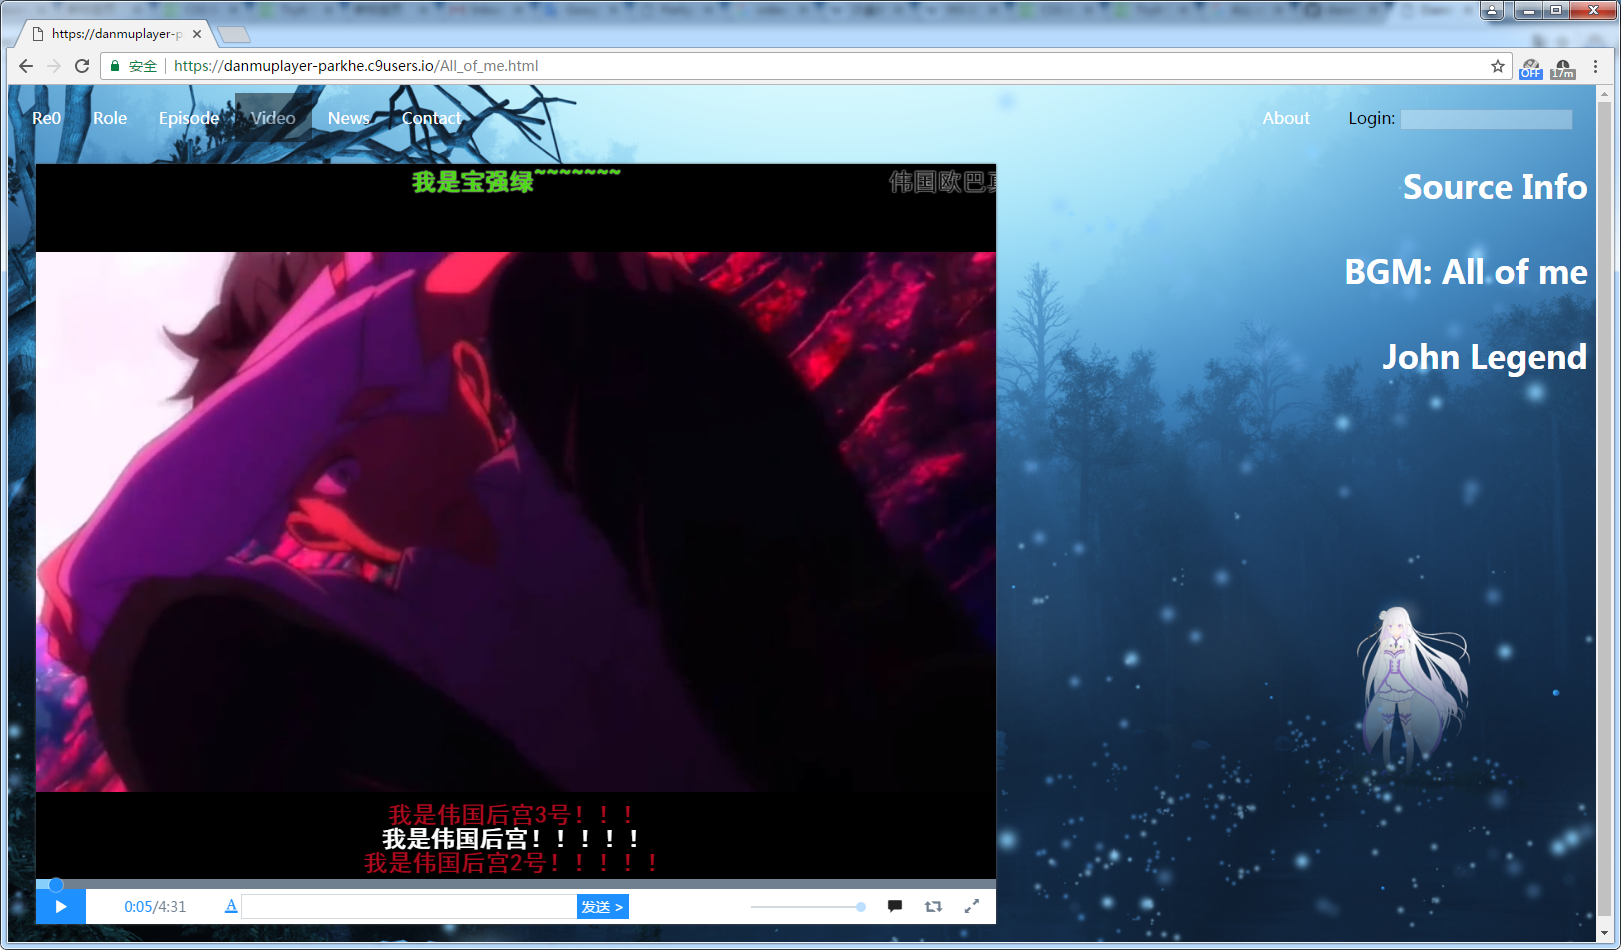 https://danmuplayer-p
安全
https://danmuplayer-parkhe.c9users.io/All_of_me.html
OFF
17m
Re0 Role Episode Video News Contact About Login:
我是宝强绿~~~~~~~
伟国欧巴
Source Info
BGM: All of me
John Legend
我是伟国后宫3号！！！
我是伟国后宫！！！！！
我是伟国后宫2号！！！！！
0:05/4:31
A
发送 >